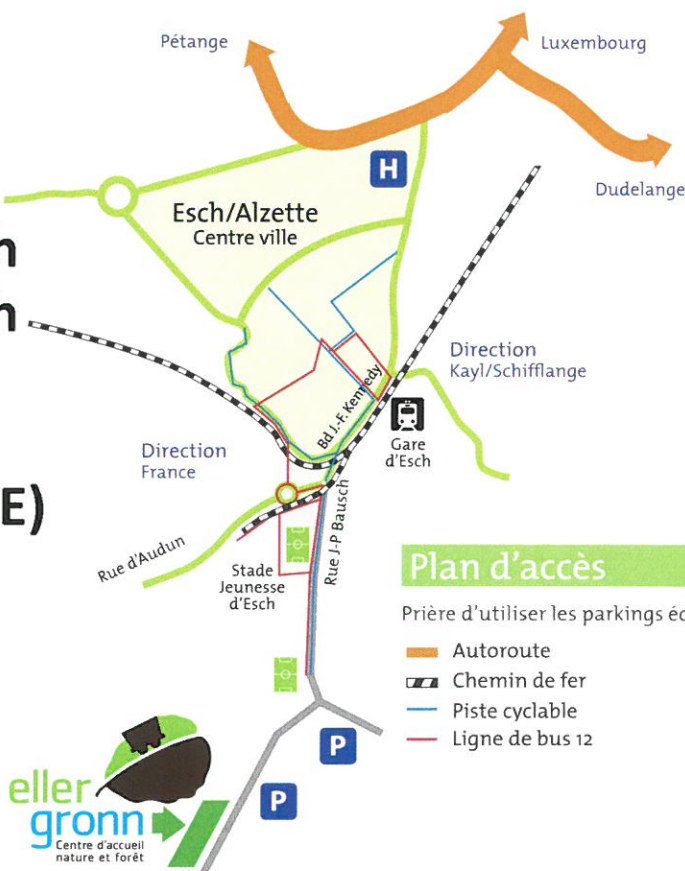 Pétange
Luxembourg
H
Dudelange
Esch/Alzette
Centre ville
n
n
Direction
Kayl/Schifflange
Bd J.-F. Kennedy
Gare
d'Esch
Direction
France
E)
Rue d'Audun
Rue J-P Bausch
Stade
Jeunesse
d'Esch
Plan d'accès
Prière d'utiliser les parkings éc
Autoroute
Chemin de fer
Piste cyclable
Ligne de bus 12
P
P
eller
gronn
Centre d'accueil
nature et forêt